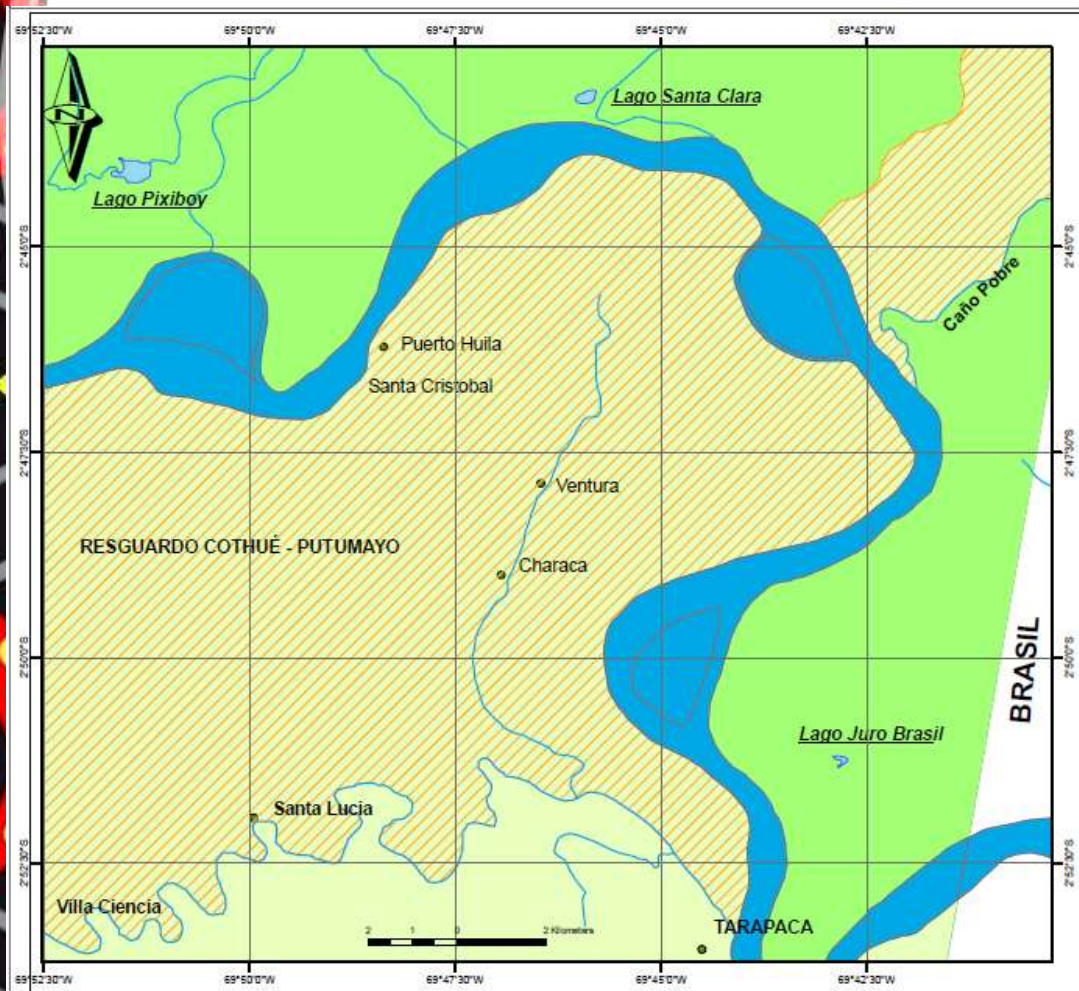 69°52'30"W 69°50'0"W 69°47'30"W 69°45'0"W 69°42'30"W
Lago Santa Clara
N
Lago Pixiboy
2°45'0"S 2°45'0"S
Caño Pobre
Puerto Huila
Santa Cristobal
2°47'30"S 2°47'30"S
Ventura
RESGUARDO COTHUÉ - PUTUMAYO
Characa
2°50'0"S 2°50'0"S
BRASIL
Lago Juro Brasil
Santa Lucia
2°52'30"S 2°52'30"S
Villa Ciencia
TARAPACA
2 1 0 2 Kilometers
69°52'30"W 69°50'0"W 69°47'30"W 69°45'0"W 69°42'30"W